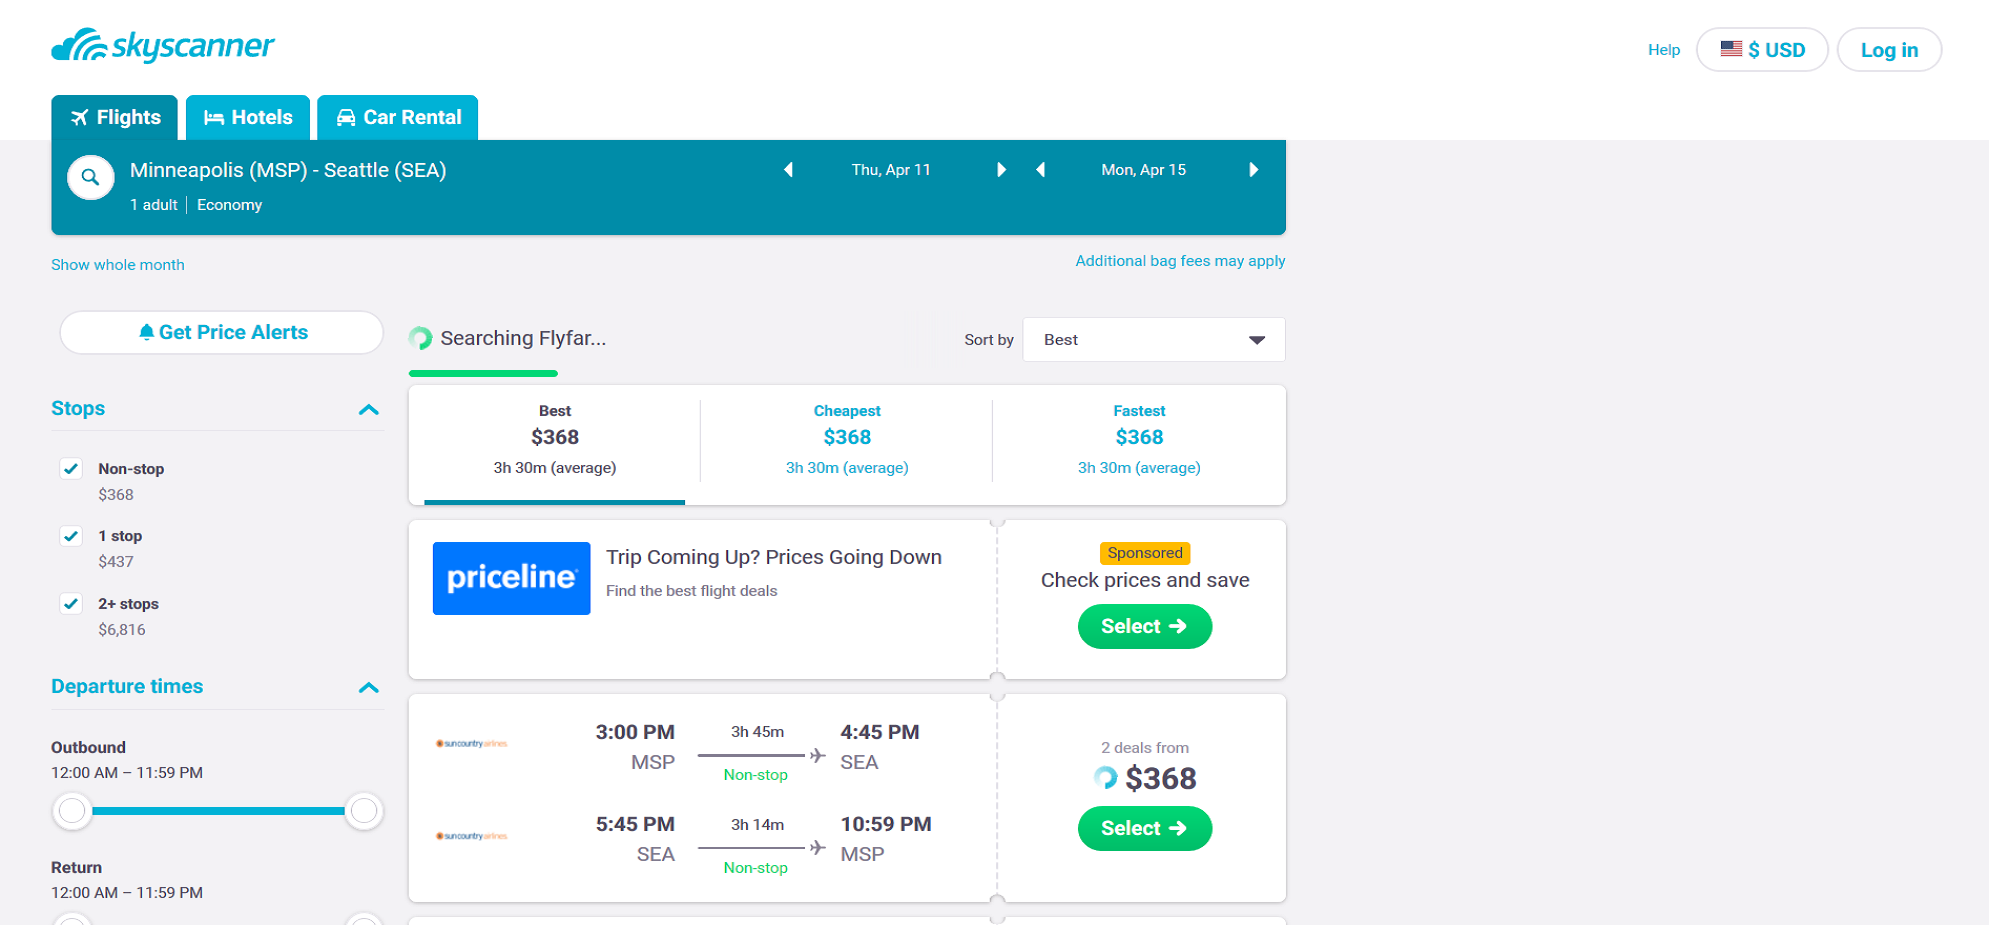 skyscanner
Help
$ USD
Log in
Flights
Hotels
Car Rental
Minneapolis (MSP) - Seattle (SEA)
Thu, Apr 11
Mon, Apr 15
1 adult | Economy
Show whole month
Additional bag fees may apply
Get Price Alerts
Searching Flyfar...
Sort by
Best
Stops
Non-stop
$368
1 stop
$437
2+ stops
$6,816
Departure times
Outbound
12:00 AM – 11:59 PM
Return
12:00 AM – 11:59 PM
Best
$368
3h 30m (average)
Cheapest
$368
3h 30m (average)
Fastest
$368
3h 30m (average)
priceline
Trip Coming Up? Prices Going Down
Find the best flight deals
Sponsored
Check prices and save
Select
sun country airlines
3:00 PM
MSP
3h 45m
Non-stop
4:45 PM
SEA
sun country airlines
5:45 PM
SEA
3h 14m
Non-stop
10:59 PM
MSP
2 deals from
$368
Select